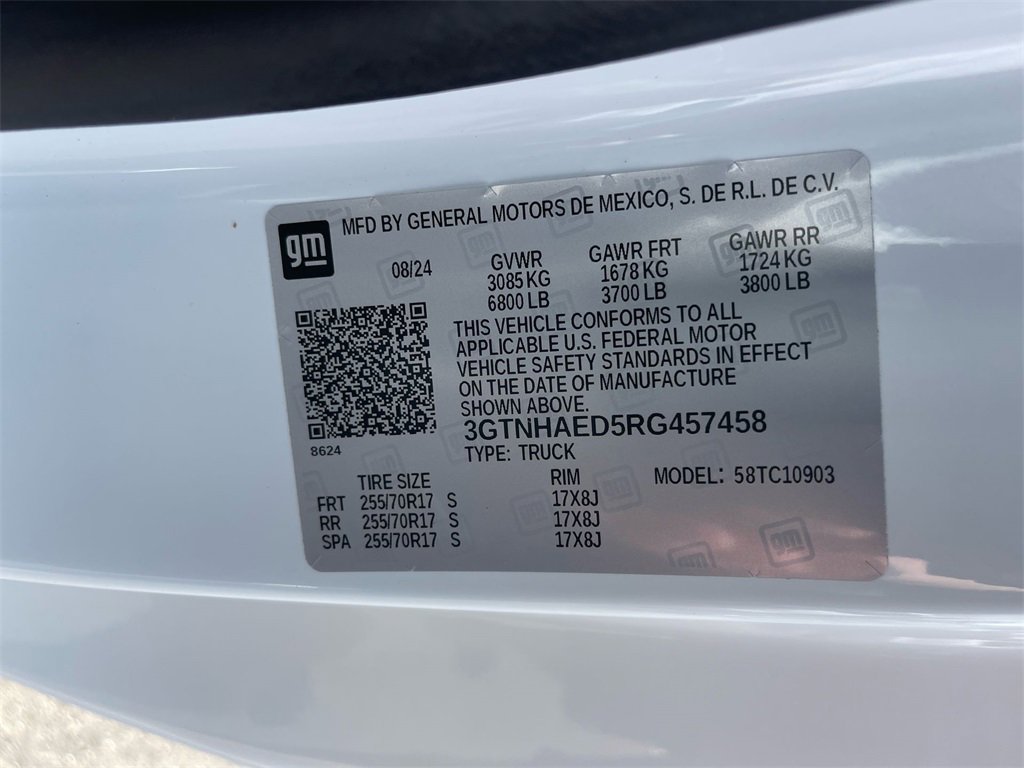 gm
MFD BY GENERAL MOTORS DE MEXICO, S. DE R.L. DE C.V.
08/24
GVWR GAWR FRT GAWR RR
3085 KG 1678 KG 1724 KG
6800 LB 3700 LB 3800 LB
THIS VEHICLE CONFORMS TO ALL
APPLICABLE U.S. FEDERAL MOTOR
VEHICLE SAFETY STANDARDS IN EFFECT
ON THE DATE OF MANUFACTURE
SHOWN ABOVE.
3GTNHAED5RG457458
8624
TYPE: TRUCK
TIRE SIZE RIM MODEL: 58TC10903
FRT 255/70R17 S 17X8J
RR 255/70R17 S 17X8J
SPA 255/70R17 S 17X8J